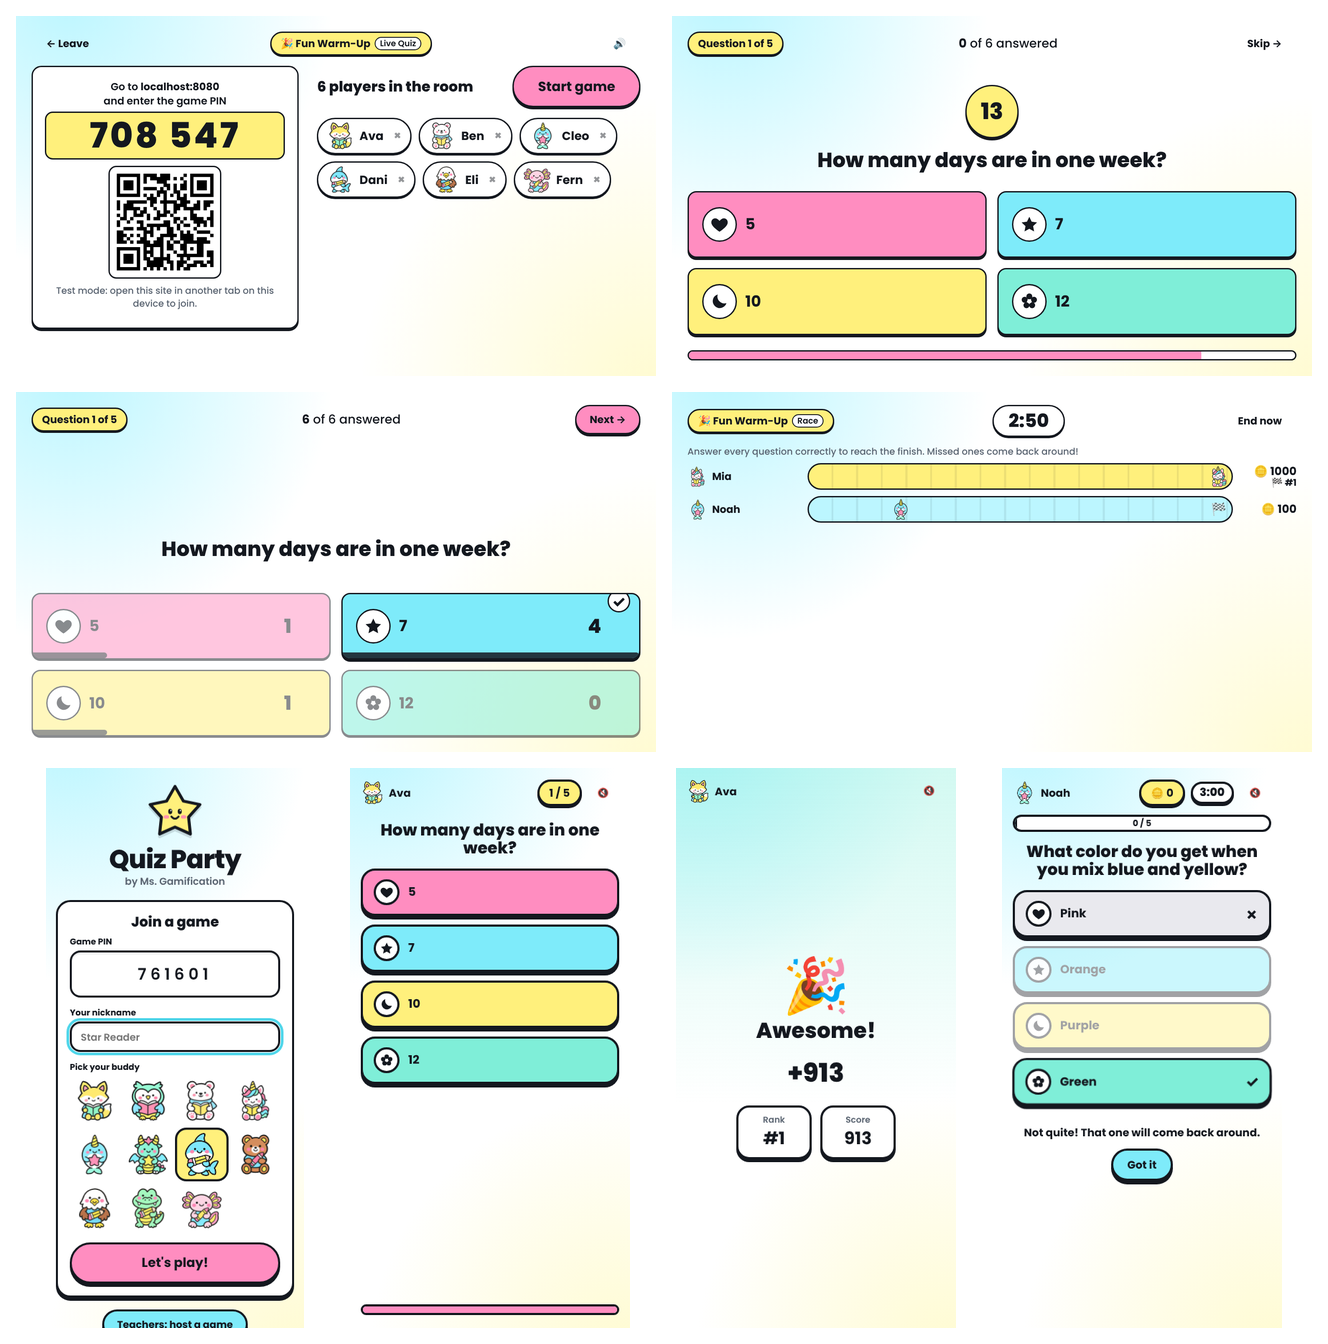 ← Leave
🎉 Fun Warm-Up Live Quiz
Go to localhost:8080
and enter the game PIN
708 547
Test mode: open this site in another tab on this
device to join.
6 players in the room
Start game
Ava ×
Ben ×
Cleo ×
Dani ×
Eli ×
Fern ×
Question 1 of 5
0 of 6 answered
Skip →
13
How many days are in one week?
5
7
10
12
Question 1 of 5
6 of 6 answered
Next →
How many days are in one week?
5 1
7 4
10 1
12 0
🎉 Fun Warm-Up Race
2:50
End now
Answer every question correctly to reach the finish. Missed ones come back around!
Mia
1000
#1
Noah
100
Quiz Party
by Ms. Gamification
Join a game
Game PIN
761601
Your nickname
Star Reader
Pick your buddy
Let's play!
Teachers: host a game
Ava
1 / 5
How many days are in one
week?
5
7
10
12
Ava
Awesome!
+913
Rank
#1
Score
913
Noah
0
3:00
0 / 5
What color do you get when
you mix blue and yellow?
Pink
Orange
Purple
Green
Not quite! That one will come back around.
Got it